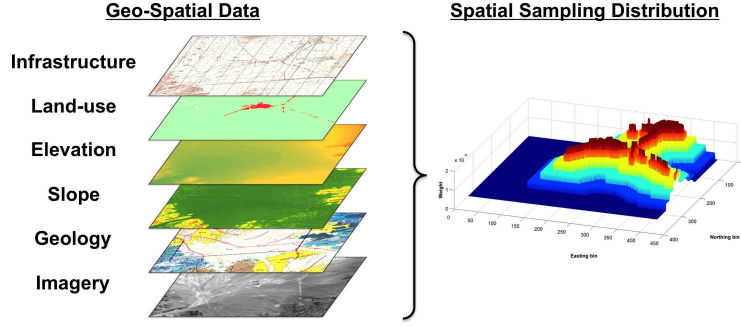 Geo-Spatial Data
Spatial Sampling Distribution
Infrastructure
Land-use
Elevation
Slope
Geology
Imagery
Weight
2
1
0
0
50
100
150
200
250
300
350
400
450
Easting bin
400
300
200
100
Northing bin